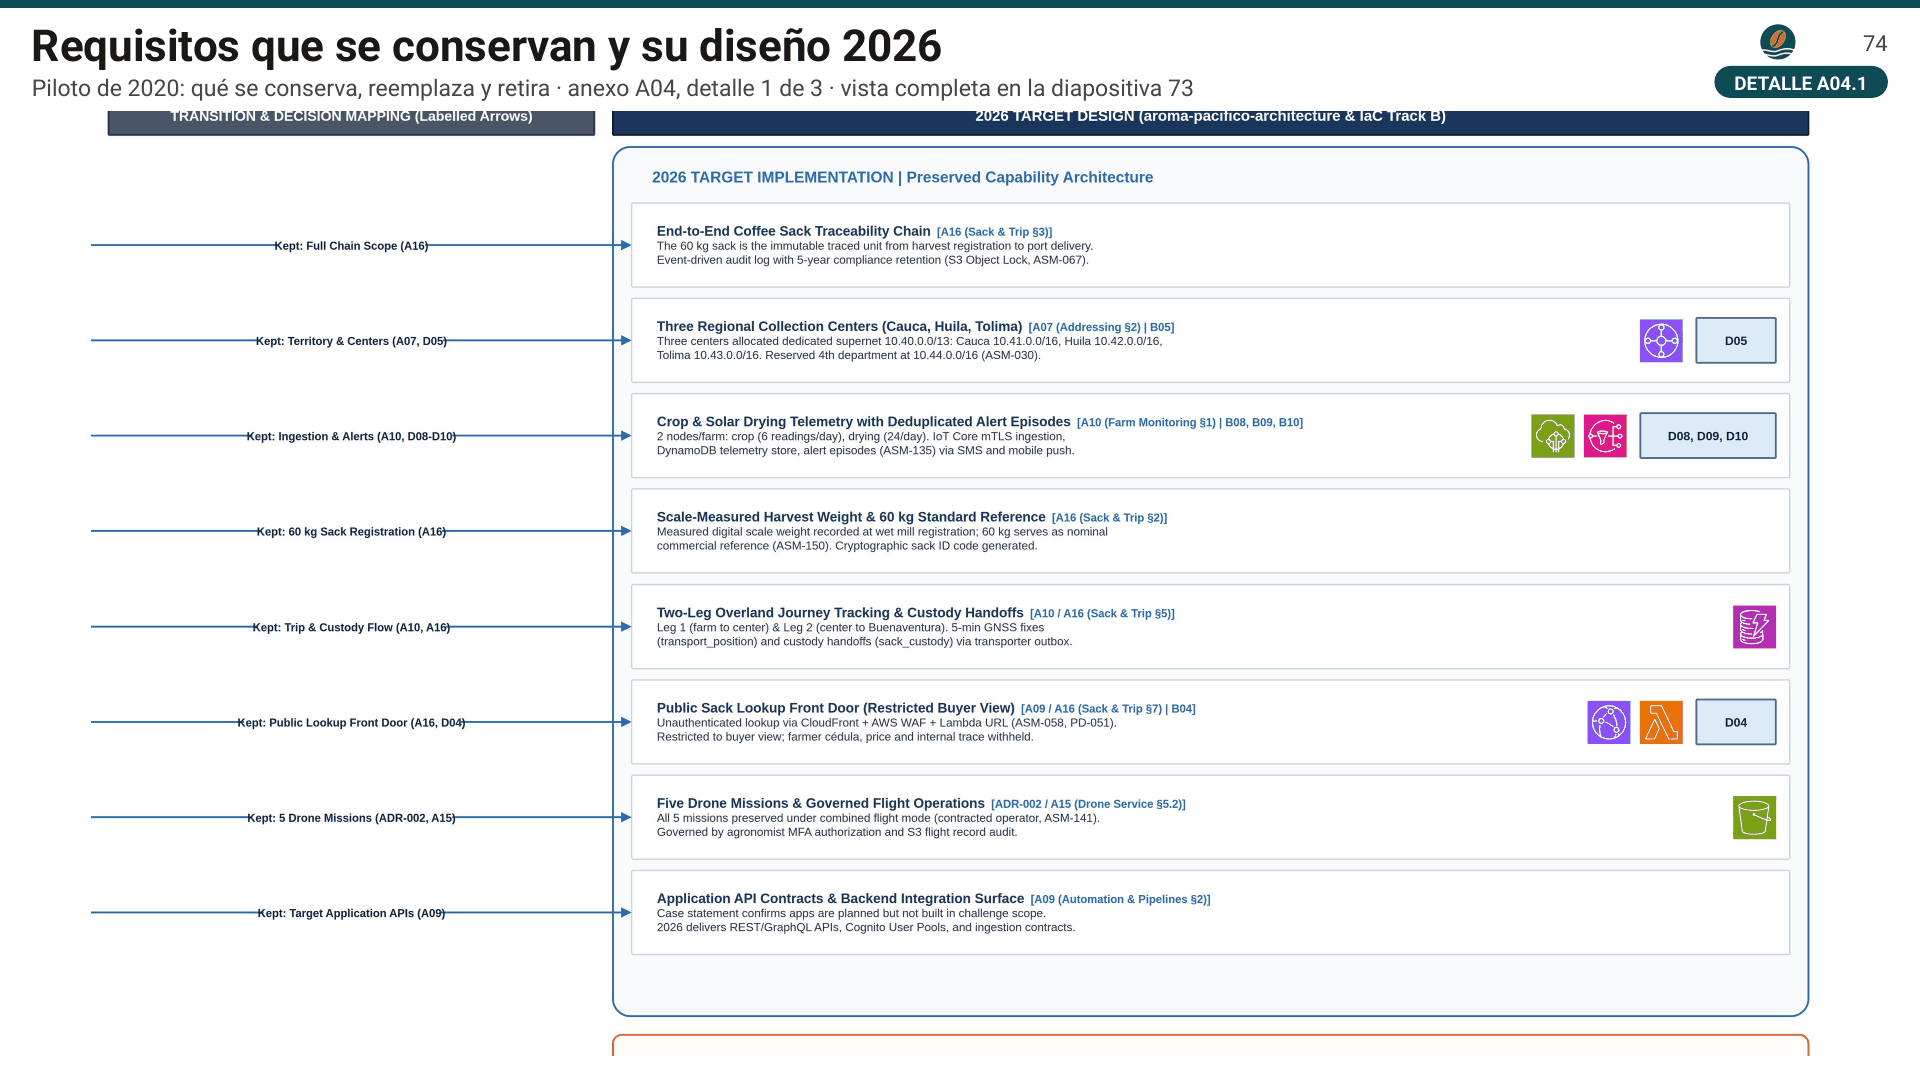 Requisitos que se conservan y su diseño 2026
Piloto de 2020: qué se conserva, reemplaza y retira · anexo A04, detalle 1 de 3 · vista completa en la diapositiva 73
74
DETALLE A04.1
TRANSITION & DECISION MAPPING (Labelled Arrows)
2026 TARGET DESIGN (aroma-pacifico-architecture & IaC Track B)
2026 TARGET IMPLEMENTATION | Preserved Capability Architecture
Kept: Full Chain Scope (A16)
End-to-End Coffee Sack Traceability Chain [A16 (Sack & Trip §3)]
The 60 kg sack is the immutable traced unit from harvest registration to port delivery.
Event-driven audit log with 5-year compliance retention (S3 Object Lock, ASM-067).
Kept: Territory & Centers (A07, D05)
Three Regional Collection Centers (Cauca, Huila, Tolima) [A07 (Addressing §2) | B05]
Three centers allocated dedicated supernet 10.40.0.0/13: Cauca 10.41.0.0/16, Huila 10.42.0.0/16,
Tolima 10.43.0.0/16. Reserved 4th department at 10.44.0.0/16 (ASM-030).
D05
Kept: Ingestion & Alerts (A10, D08-D10)
Crop & Solar Drying Telemetry with Deduplicated Alert Episodes [A10 (Farm Monitoring §1) | B08, B09, B10]
2 nodes/farm: crop (6 readings/day), drying (24/day). IoT Core mTLS ingestion,
DynamoDB telemetry store, alert episodes (ASM-135) via SMS and mobile push.
D08, D09, D10
Kept: 60 kg Sack Registration (A16)
Scale-Measured Harvest Weight & 60 kg Standard Reference [A16 (Sack & Trip §2)]
Measured digital scale weight recorded at wet mill registration; 60 kg serves as nominal
commercial reference (ASM-150). Cryptographic sack ID code generated.
Kept: Trip & Custody Flow (A10, A16)
Two-Leg Overland Journey Tracking & Custody Handoffs [A10 / A16 (Sack & Trip §5)]
Leg 1 (farm to center) & Leg 2 (center to Buenaventura). 5-min GNSS fixes
(transport_position) and custody handoffs (sack_custody) via transporter outbox.
Kept: Public Lookup Front Door (A16, D04)
Public Sack Lookup Front Door (Restricted Buyer View) [A09 / A16 (Sack & Trip §7) | B04]
Unauthenticated lookup via CloudFront + AWS WAF + Lambda URL (ASM-058, PD-051).
Restricted to buyer view; farmer cédula, price and internal trace withheld.
D04
Kept: 5 Drone Missions (ADR-002, A15)
Five Drone Missions & Governed Flight Operations [ADR-002 / A15 (Drone Service §5.2)]
All 5 missions preserved under combined flight mode (contracted operator, ASM-141).
Governed by agronomist MFA authorization and S3 flight record audit.
Kept: Target Application APIs (A09)
Application API Contracts & Backend Integration Surface [A09 (Automation & Pipelines §2)]
Case statement confirms apps are planned but not built in challenge scope.
2026 delivers REST/GraphQL APIs, Cognito User Pools, and ingestion contracts.